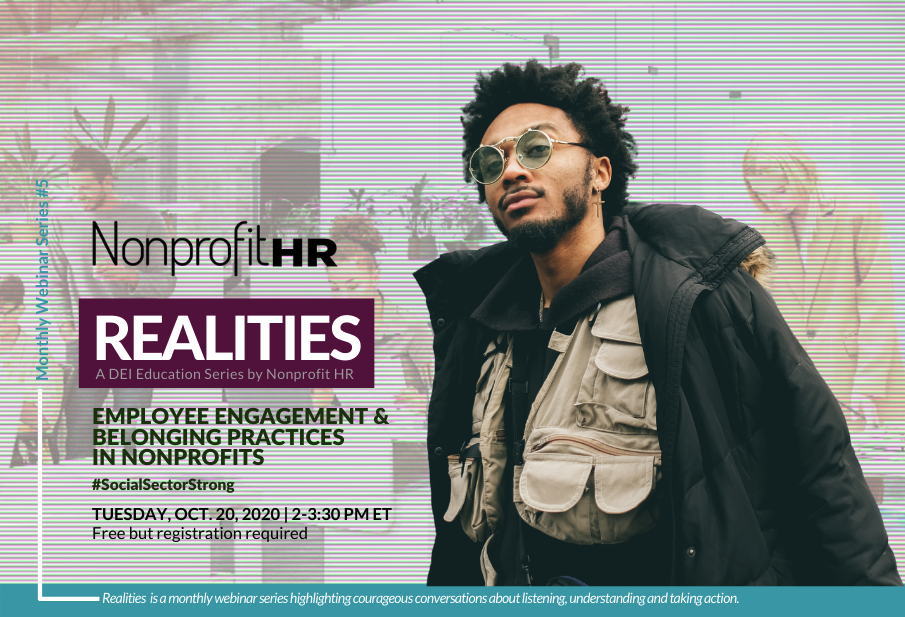 Monthly Webinar Series #5
NonprofitHR
REALITIES
A DEI Education Series by Nonprofit HR
EMPLOYEE ENGAGEMENT &
BELONGING PRACTICES
IN NONPROFITS
#SocialSectorStrong
TUESDAY, OCT. 20, 2020 | 2-3:30 PM ET
Free but registration required
Realities is a monthly webinar series highlighting courageous conversations about listening, understanding and taking action.